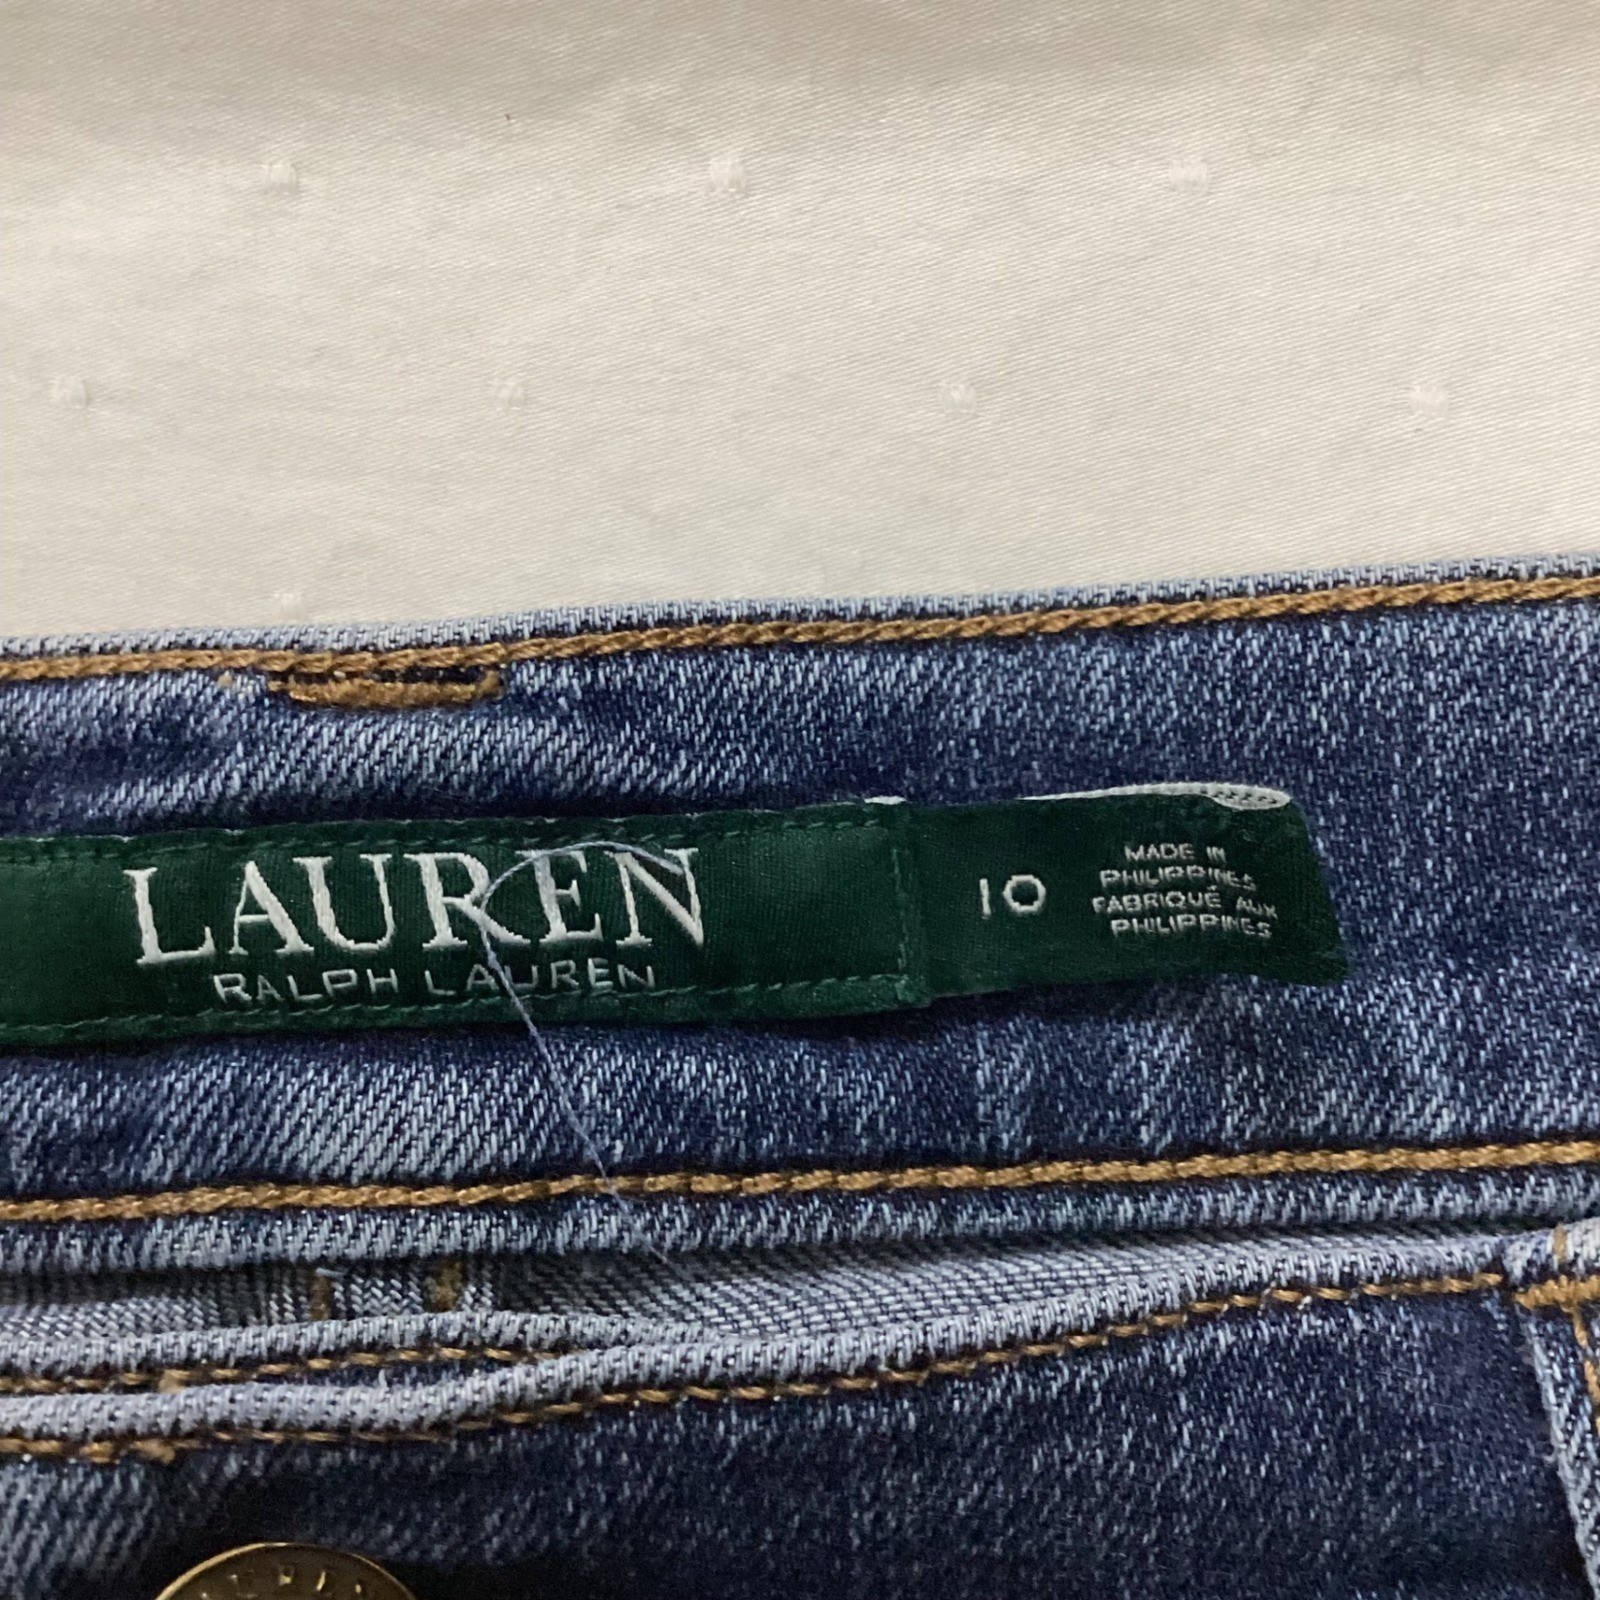 LAUREN
RALPH LAUREN
10
MADE IN
PHILIPPINES
FABRIQUÉ AUX
PHILIPPINES